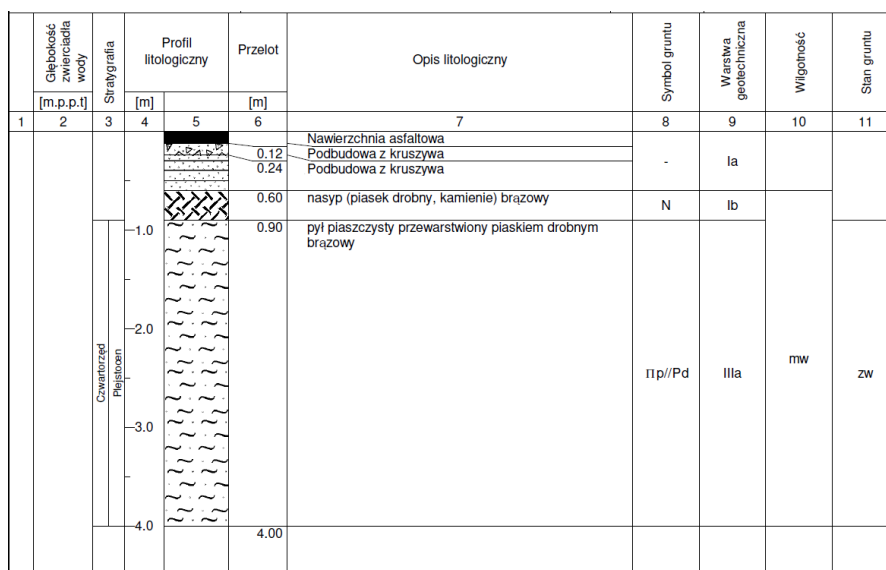 Głębokość zwierciadła wody
[m.p.p.t]
Stratygrafia
Profil litologiczny
[m]
Przelot
[m]
Opis litologiczny
Symbol gruntu
Warstwa geotechniczna
Wilgotność
Stan gruntu
1 2 3 4 5 6 7 8 9 10 11
Nawierzchnia asfaltowa
0.12 Podbudowa z kruszywa
0.24 Podbudowa z kruszywa
- Ia
0.60 nasyp (piasek drobny, kamienie) brązowy
N Ib
-1.0 0.90 pył piaszczysty przewarstwiony piaskiem drobnym
brązowy
-2.0
Czwartorzęd
Plejstocen
Πp//Pd IIIa mw zw
-3.0
-4.0
4.00